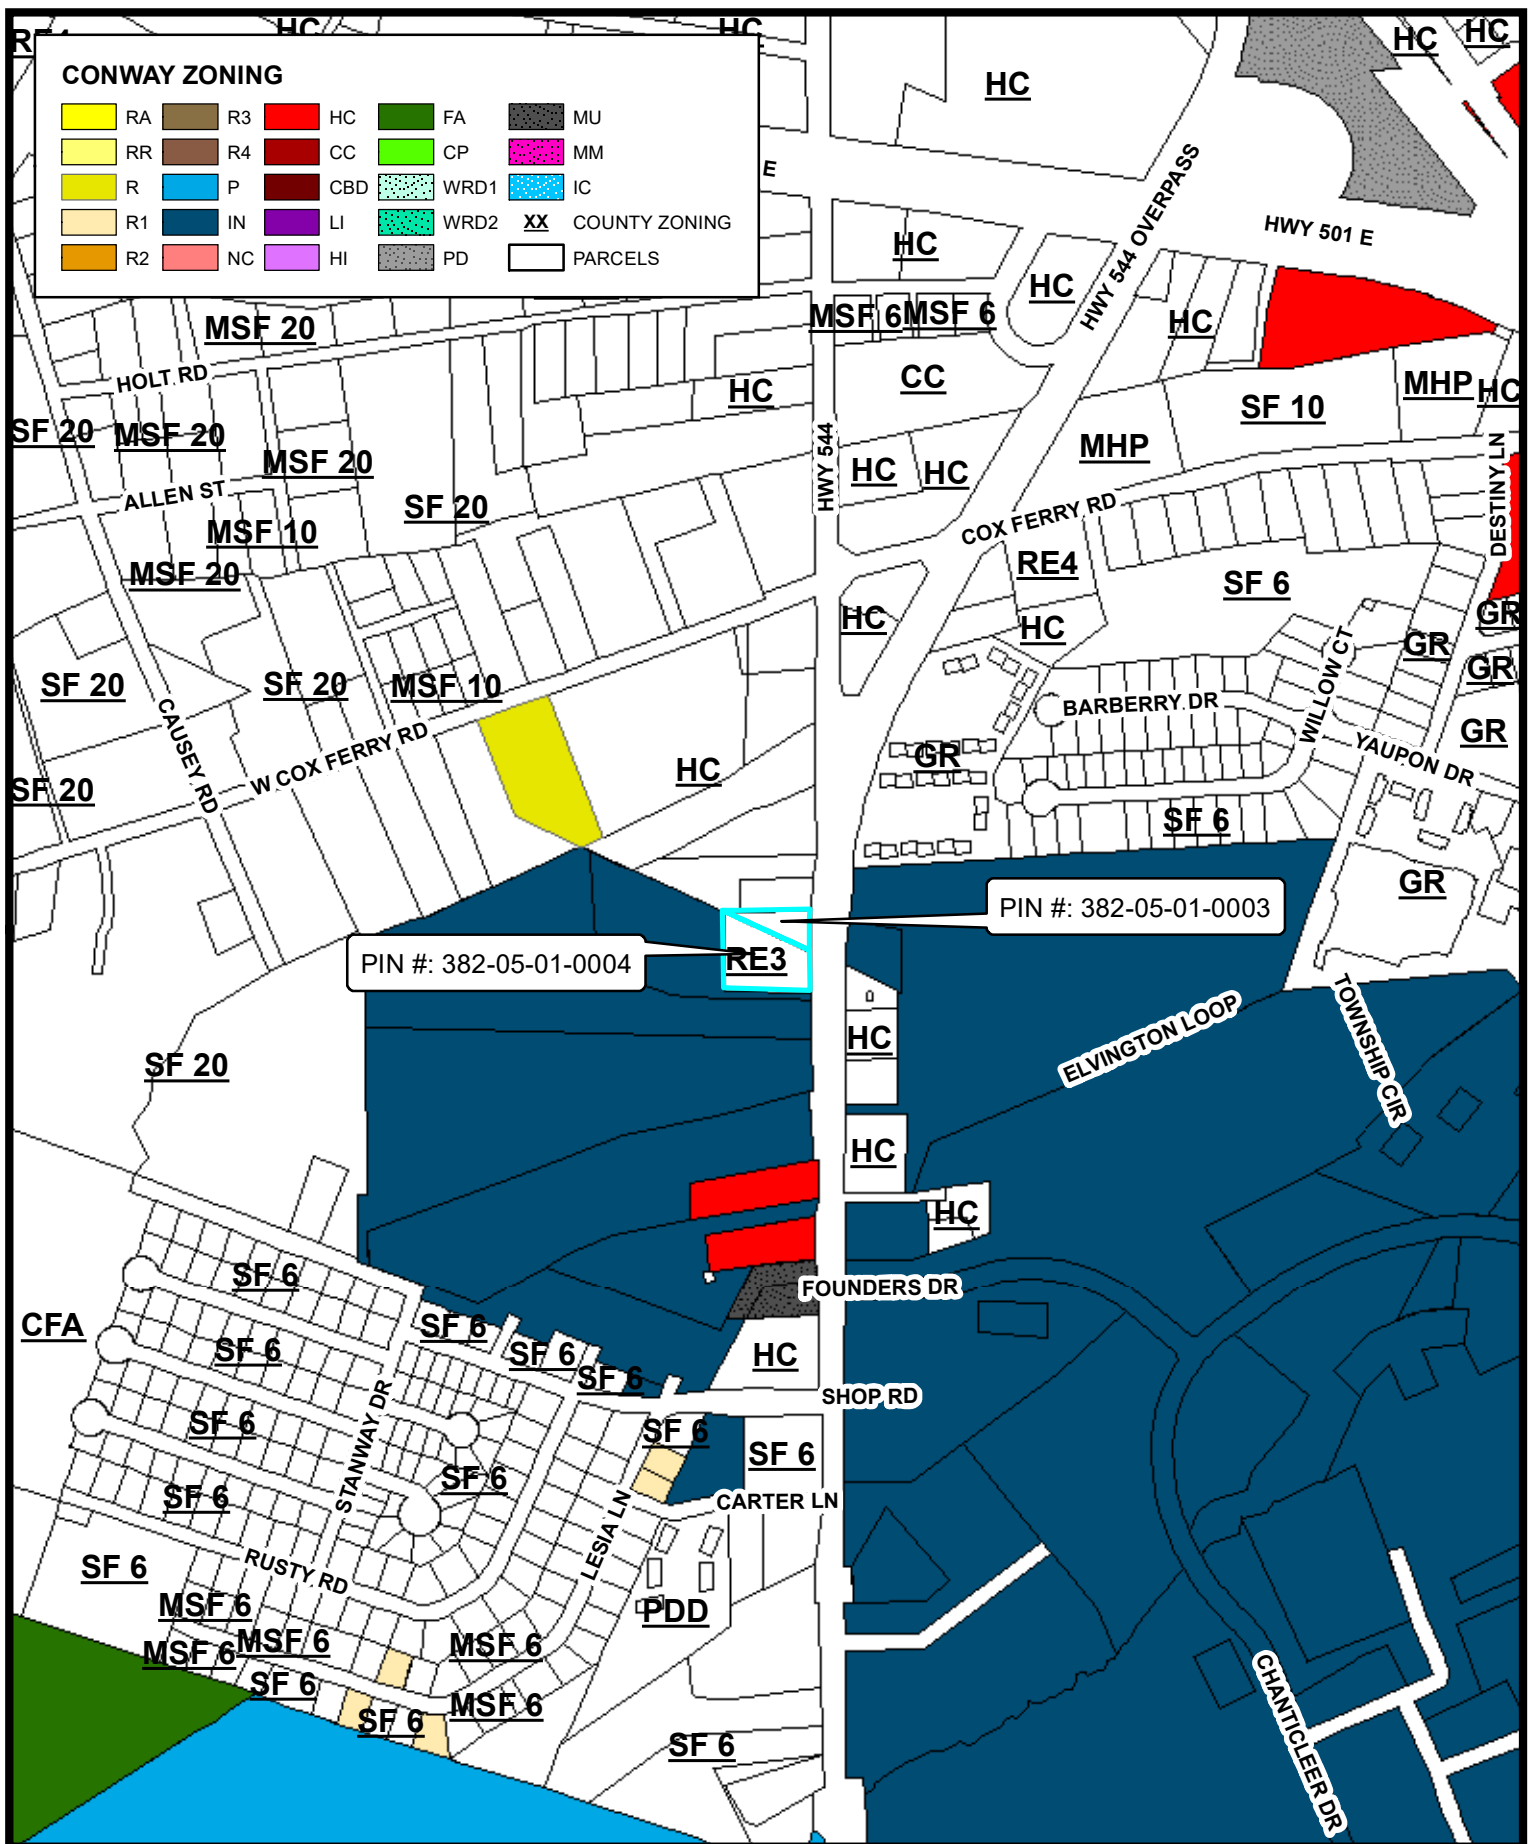 RE4
HC
HC
HC
HC
HC
CONWAY ZONING
RA
R3
HC
FA
MU
RR
R4
CC
CP
MM
R
P
CBD
WRD1
IC
R1
IN
LI
WRD2
XX
COUNTY ZONING
R2
NC
HI
PD
PARCELS
E
HWY 544 OVERPASS
HWY 501 E
HC
HC
HC
MSF 20
MSF 6
MSF 6
HOLT RD
HC
CC
MHP
HC
SF 10
SF 20
MSF 20
MSF 20
HWY 544
HC
HC
MHP
DESTINY LN
ALLEN ST
SF 20
COX FERRY RD
MSF 10
MSF 20
RE4
SF 6
HC
HC
GR
GR
GR
SF 20
SF 20
MSF 10
CAUSEY RD
W COX FERRY RD
BARBERRY DR
WILLOW CT
YAUPON DR
GR
HC
GR
SF 20
SF 6
GR
PIN #: 382-05-01-0003
PIN #: 382-05-01-0004
RE3
HC
ELVINGTON LOOP
TOWNSHIP CIR
SF 20
HC
HC
SF 6
FOUNDERS DR
CFA
SF 6
SF 6
SF 6
HC
SF 6
SHOP RD
STANWAY DR
SF 6
SF 6
SF 6
SF 6
SF 6
CARTER LN
LESIA LN
RUSTY RD
SF 6
MSF 6
PDD
MSF 6
MSF 6
MSF 6
SF 6
MSF 6
SF 6
SF 6
CHANTICLEER DR